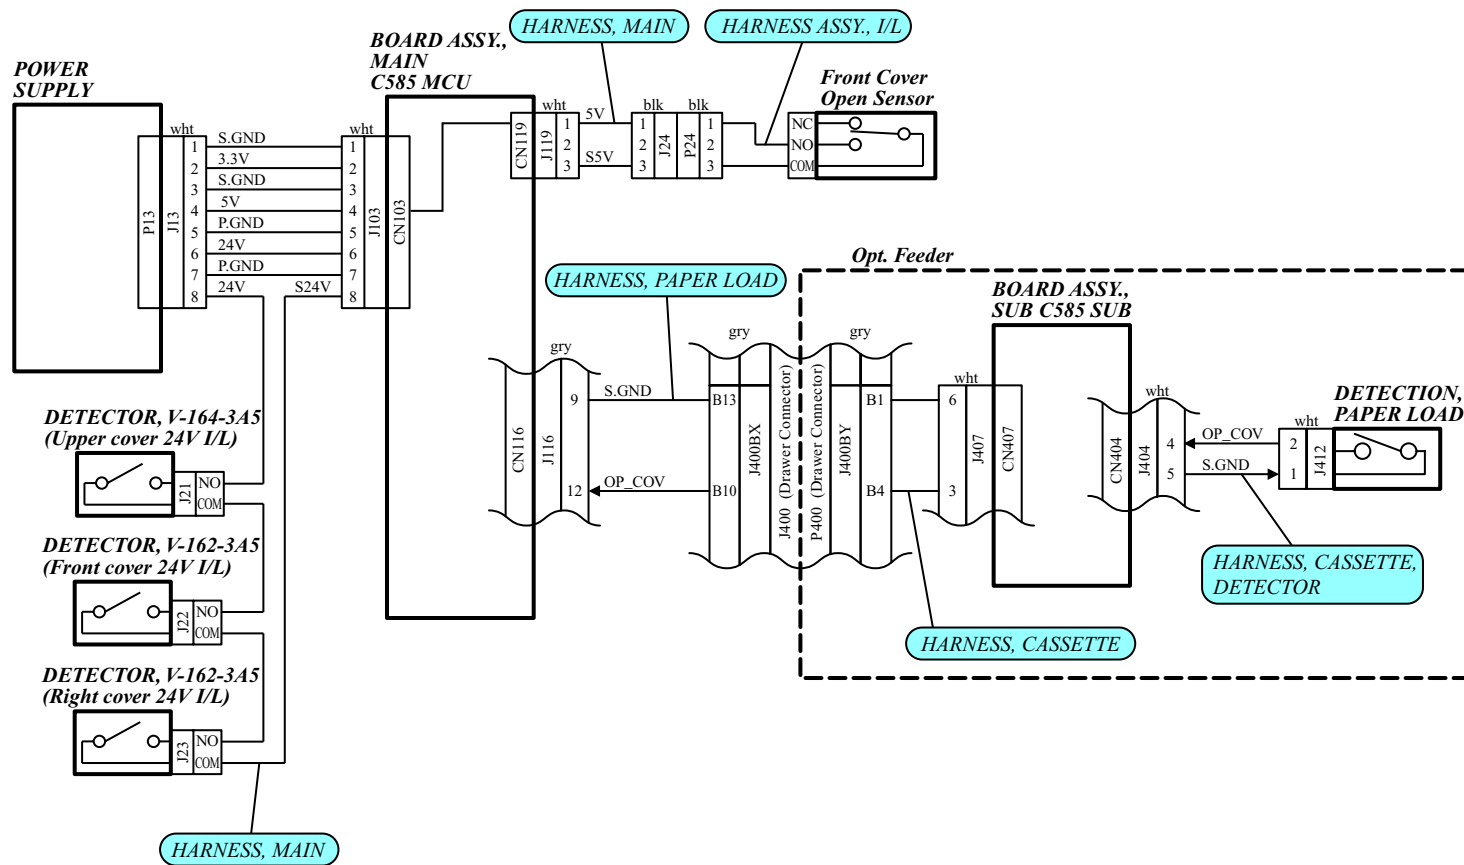 HARNESS, MAIN
HARNESS ASSY., I/L
BOARD ASSY.,
MAIN
C585 MCU
POWER
SUPPLY
Front Cover
Open Sensor
wht
wht
wht
blk
blk
P13
J13
1
2
3
4
5
6
7
8
S.GND
3.3V
S.GND
5V
P.GND
24V
P.GND
24V
S24V
1
2
3
4
5
6
7
8
J103
CN103
CN119
J119
1
2
3
5V
S5V
1
2
3
J24
P24
1
2
3
NC
NO
COM
Opt. Feeder
HARNESS, PAPER LOAD
BOARD ASSY.,
SUB C585 SUB
gry
gry
gry
wht
wht
wht
CN116
J116
9
12
S.GND
OP_COV
B13
B10
J400BX
J400 (Drawer Connector)
P400 (Drawer Connector)
J400BY
B1
B4
6
3
J407
CN407
CN404
J404
4
5
OP_COV
S.GND
2
1
J412
DETECTION,
PAPER LOAD
HARNESS, CASSETTE,
DETECTOR
HARNESS, CASSETTE
DETECTOR, V-164-3A5
(Upper cover 24V I/L)
J21
NO
COM
DETECTOR, V-162-3A5
(Front cover 24V I/L)
J22
NO
COM
DETECTOR, V-162-3A5
(Right cover 24V I/L)
J23
NO
COM
HARNESS, MAIN